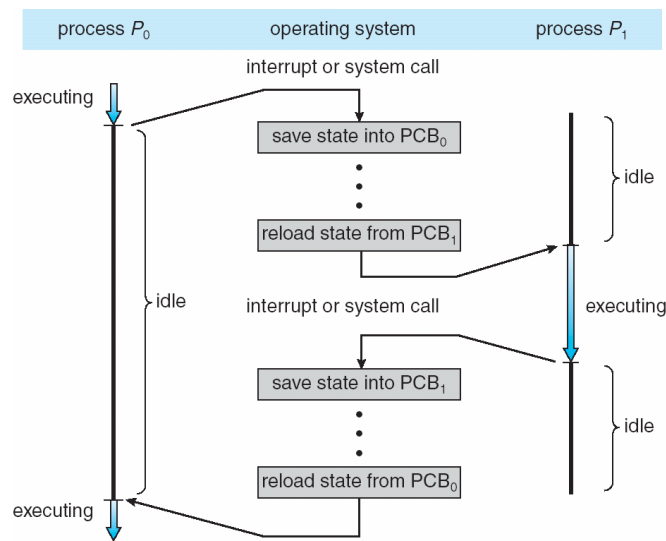 process P0 operating system process P1
interrupt or system call
executing
save state into PCB0
idle
reload state from PCB1
idle
interrupt or system call
executing
save state into PCB1
idle
reload state from PCB0
executing